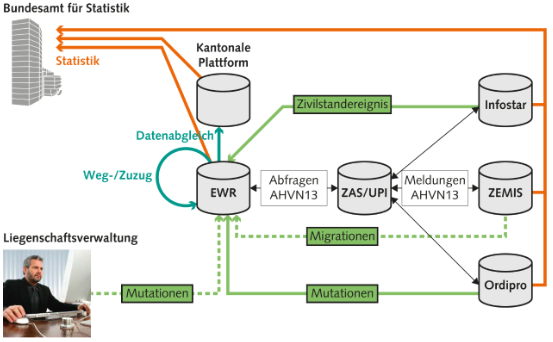 Bundesamt für Statistik
Statistik
Kantonale
Plattform
Zivilstandereignis
Infostar
Datenabgleich
Weg-/Zuzug
EWR
Abfragen
AHVN13
ZAS/UPI
Meldungen
AHVN13
ZEMIS
Liegenschaftsverwaltung
Migrationen
Mutationen
Mutationen
Ordipro